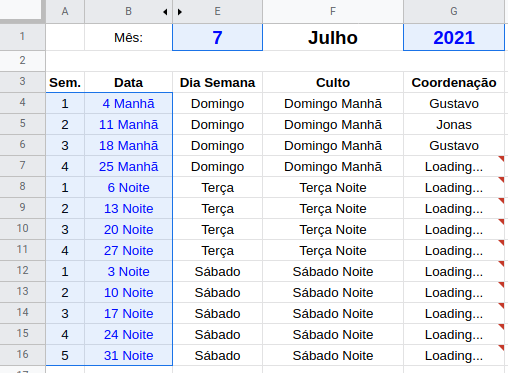 A B E F G
1 Mês: 7 Julho 2021
2
3 Sem. Data Dia Semana Culto Coordenação
4 1 4 Manhã Domingo Domingo Manhã Gustavo
5 2 11 Manhã Domingo Domingo Manhã Jonas
6 3 18 Manhã Domingo Domingo Manhã Gustavo
7 4 25 Manhã Domingo Domingo Manhã Loading...
8 1 6 Noite Terça Terça Noite Loading...
9 2 13 Noite Terça Terça Noite Loading...
10 3 20 Noite Terça Terça Noite Loading...
11 4 27 Noite Terça Terça Noite Loading...
12 1 3 Noite Sábado Sábado Noite Loading...
13 2 10 Noite Sábado Sábado Noite Loading...
14 3 17 Noite Sábado Sábado Noite Loading...
15 4 24 Noite Sábado Sábado Noite Loading...
16 5 31 Noite Sábado Sábado Noite Loading...